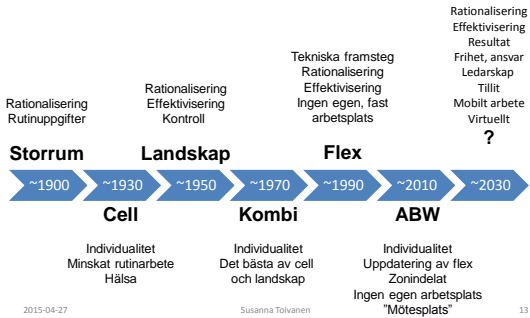 Rationalisering
Effektivisering
Resultat
Frihet, ansvar
Ledarskap
Tillit
Mobilt arbete
Virtuellt
?
Tekniska framsteg
Rationalisering
Effektivisering
Ingen egen, fast
arbetsplats
Flex
Rationalisering
Effektivisering
Kontroll
Landskap
Rationalisering
Rutinuppgifter
Storrum
~1900
~1930
~1950
~1970
~1990
~2010
~2030
Cell
Individualitet
Minskat rutinarbete
Hälsa
Kombi
Individualitet
Det bästa av cell
och landskap
ABW
Individualitet
Uppdatering av flex
Zonindelat
Ingen egen arbetsplats
"Mötesplats"
2015-04-27
Susanna Toivanen
13